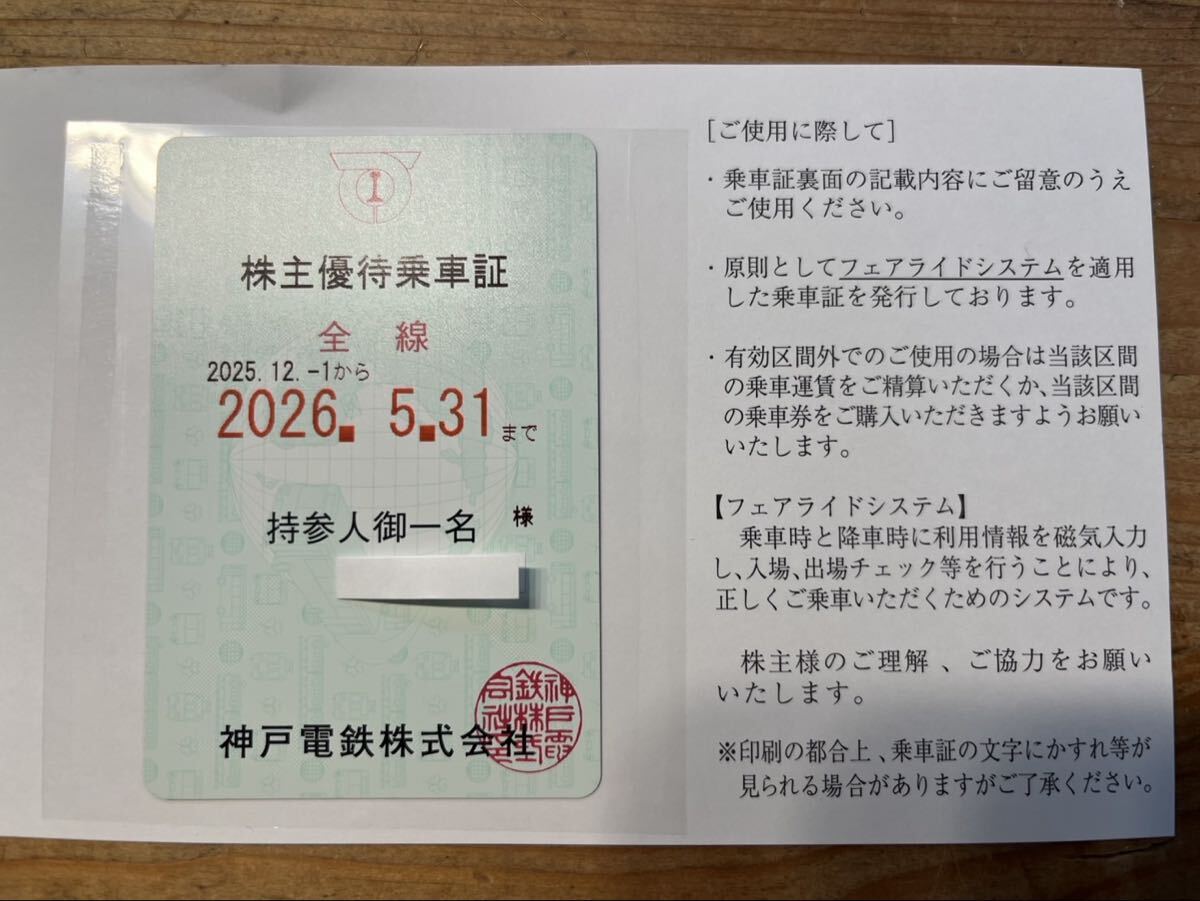 株主優待乗車証
全 線
2025.12.-1から
2026. 5.31まで
持参人御一名 様
神戸電鉄株式会社
[ご使用に際して]
・乗車証裏面の記載内容にご留意のうえ
ご使用ください。
・原則としてフェアライドシステムを適用
した乗車証を発行しております。
・有効区間外でのご使用の場合は当該区間
の乗車運賃をご精算いただくか、当該区間
の乗車券をご購入いただきますようお願い
いたします。
【フェアライドシステム】
乗車時と降車時に利用情報を磁気入力
し、入場、出場チェック等を行うことにより、
正しくご乗車いただくためのシステムです。
株主様のご理解 、ご協力をお願い
いたします。
※印刷の都合上、乗車証の文字にかすれ等が
見られる場合がありますがご了承ください。